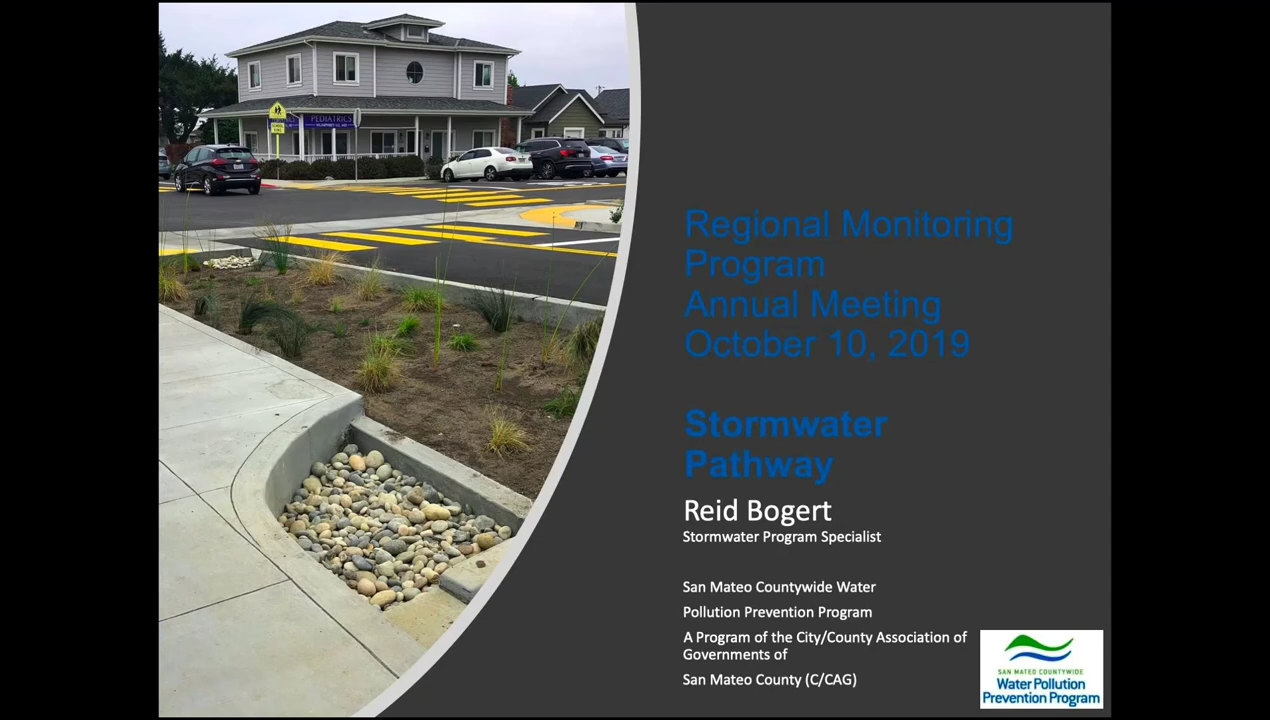 PEDIATRICS
Regional Monitoring
Program
Annual Meeting
October 10, 2019
Stormwater
Pathway
Reid Bogert
Stormwater Program Specialist
San Mateo Countywide Water
Pollution Prevention Program
A Program of the City/County Association of
Governments of
San Mateo County (C/CAG)
SAN MATEO COUNTYWIDE
Water Pollution
Prevention Program